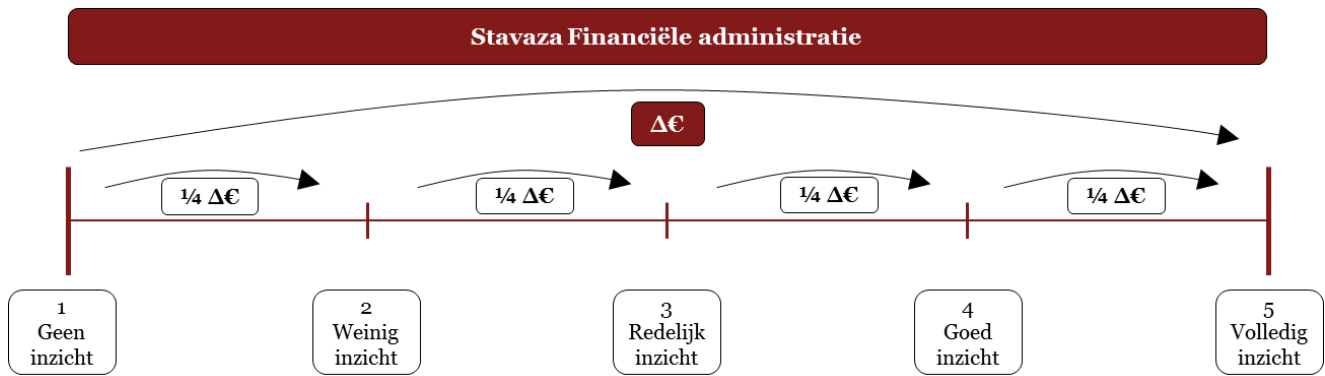 Stavaza Financiële administratie
Δ€
¼ Δ€
¼ Δ€
¼ Δ€
¼ Δ€
1
Geen
inzicht
2
Weinig
inzicht
3
Redelijk
inzicht
4
Goed
inzicht
5
Volledig
inzicht